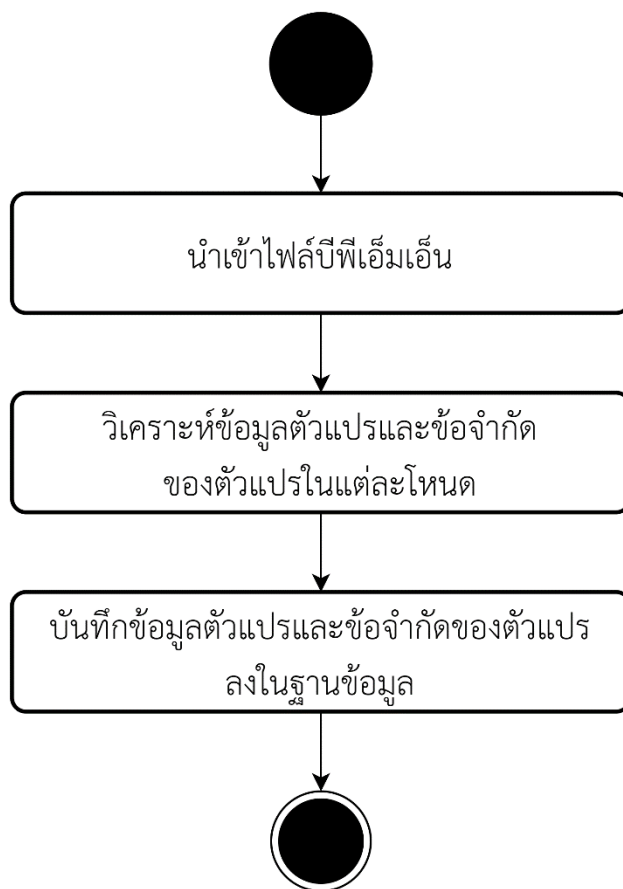 นำเข้าไฟล์บีพีเอ็มเอ็น
วิเคราะห์ข้อมูลตัวแปรและข้อจำกัด
ของตัวแปรในแต่ละโหนด
บันทึกข้อมูลตัวแปรและข้อจำกัดของตัวแปร
ลงในฐานข้อมูล